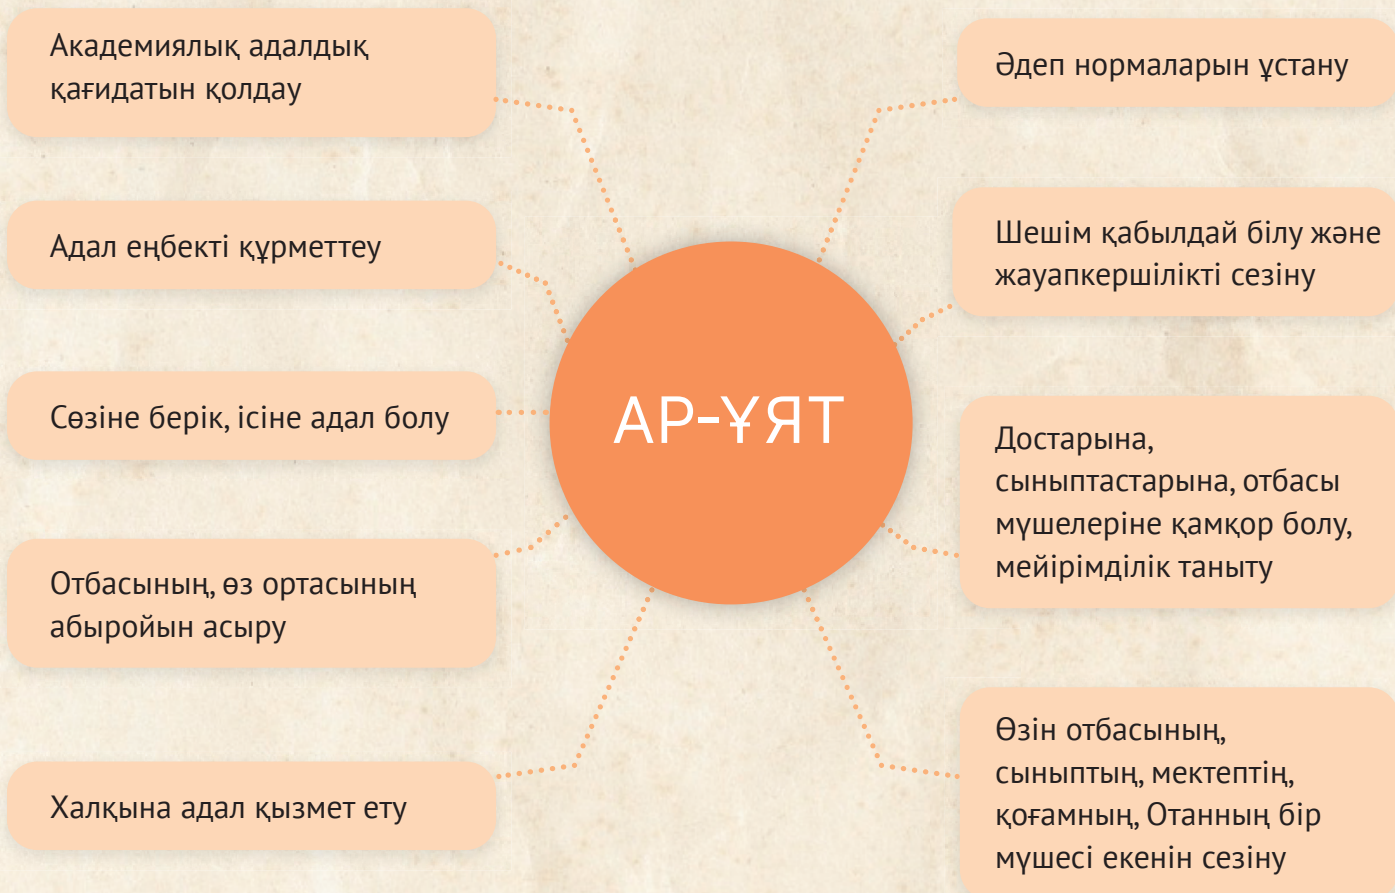 Академиялық адалдық
қағидатын қолдау
Адал еңбекті құрметтеу
Сөзіне берік, ісіне адал болу
Отбасының, өз ортасының
абыройын асыру
Халқына адал қызмет ету
АР-ҰЯТ
Әдеп нормаларын ұстану
Шешім қабылдай білу және
жауапкершілікті сезіну
Достарына,
сыныптастарына, отбасы
мүшелеріне қамқор болу,
мейірімділік таныту
Өзін отбасының,
сыныптың, мектептің,
қоғамның, Отанның бір
мүшесі екенін сезіну